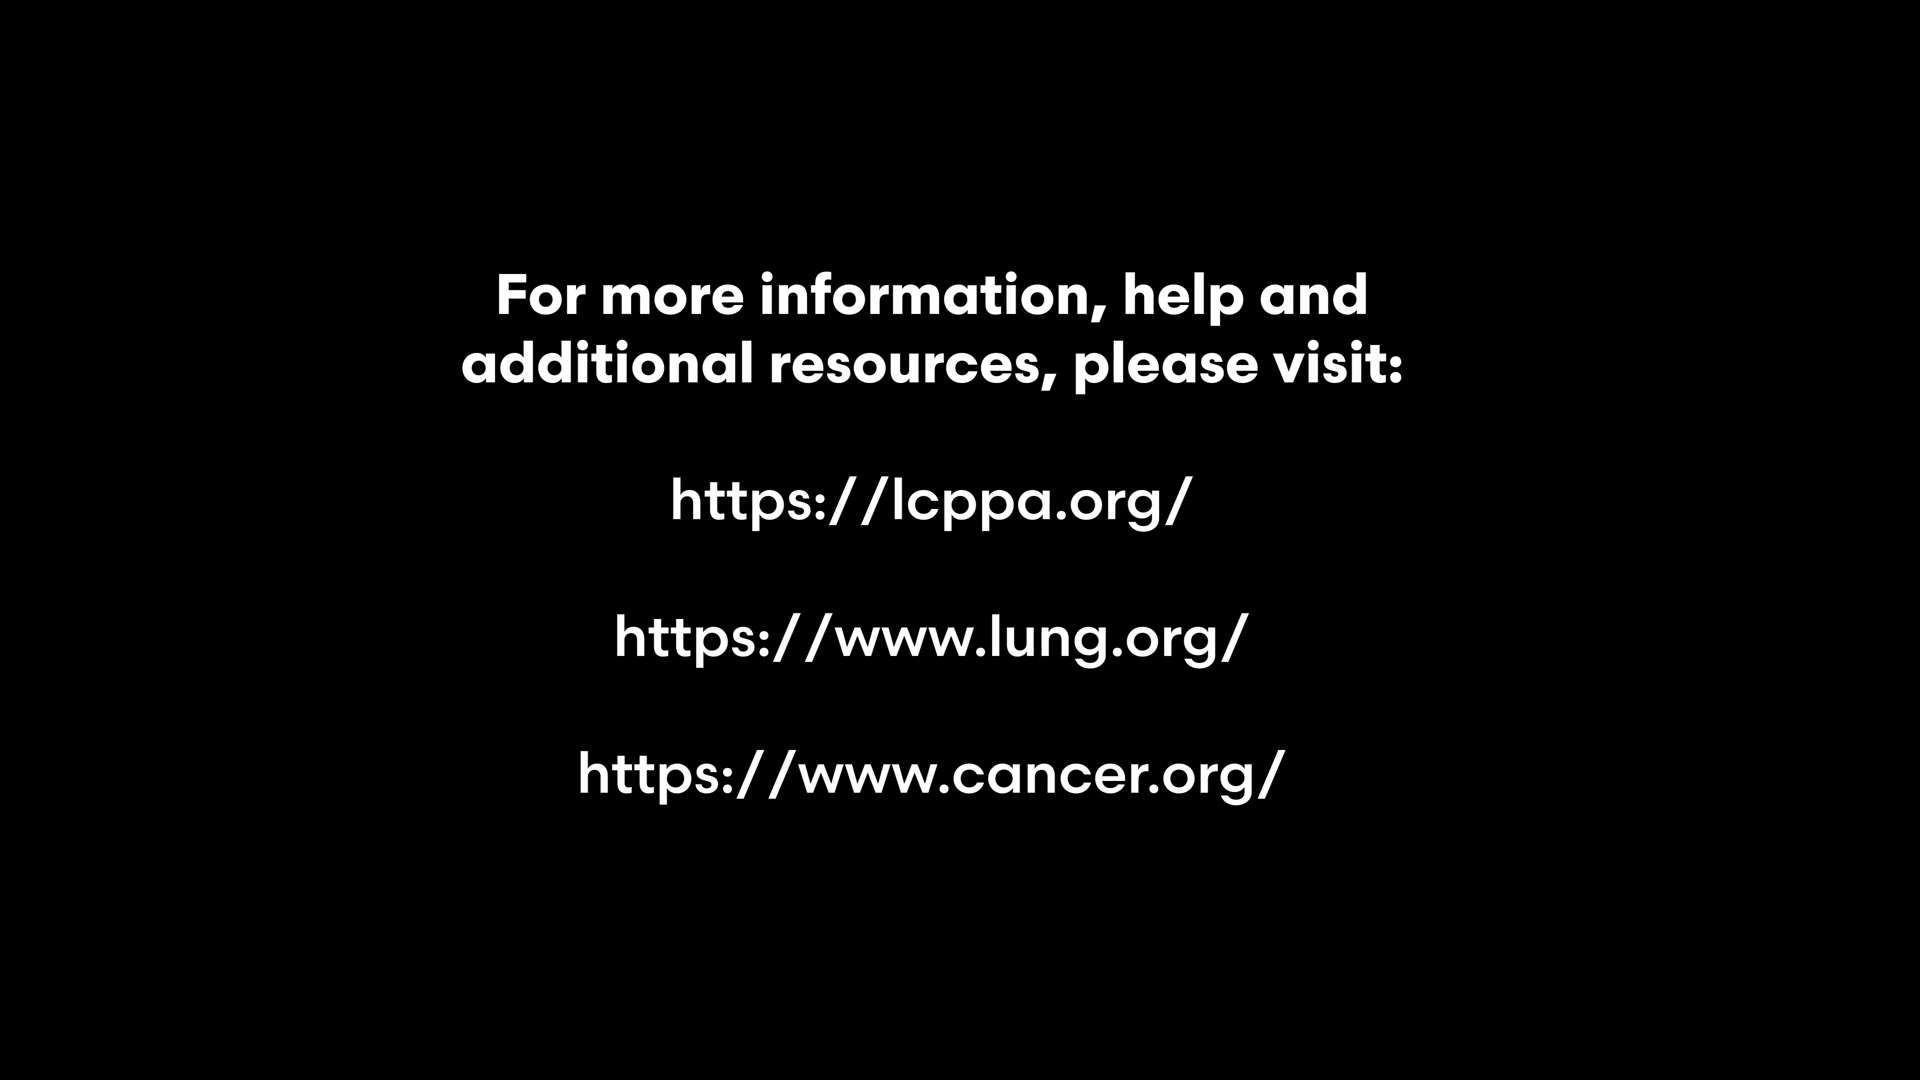 For more information, help and
additional resources, please visit:
https://lcppa.org/
https://www.lung.org/
https://www.cancer.org/